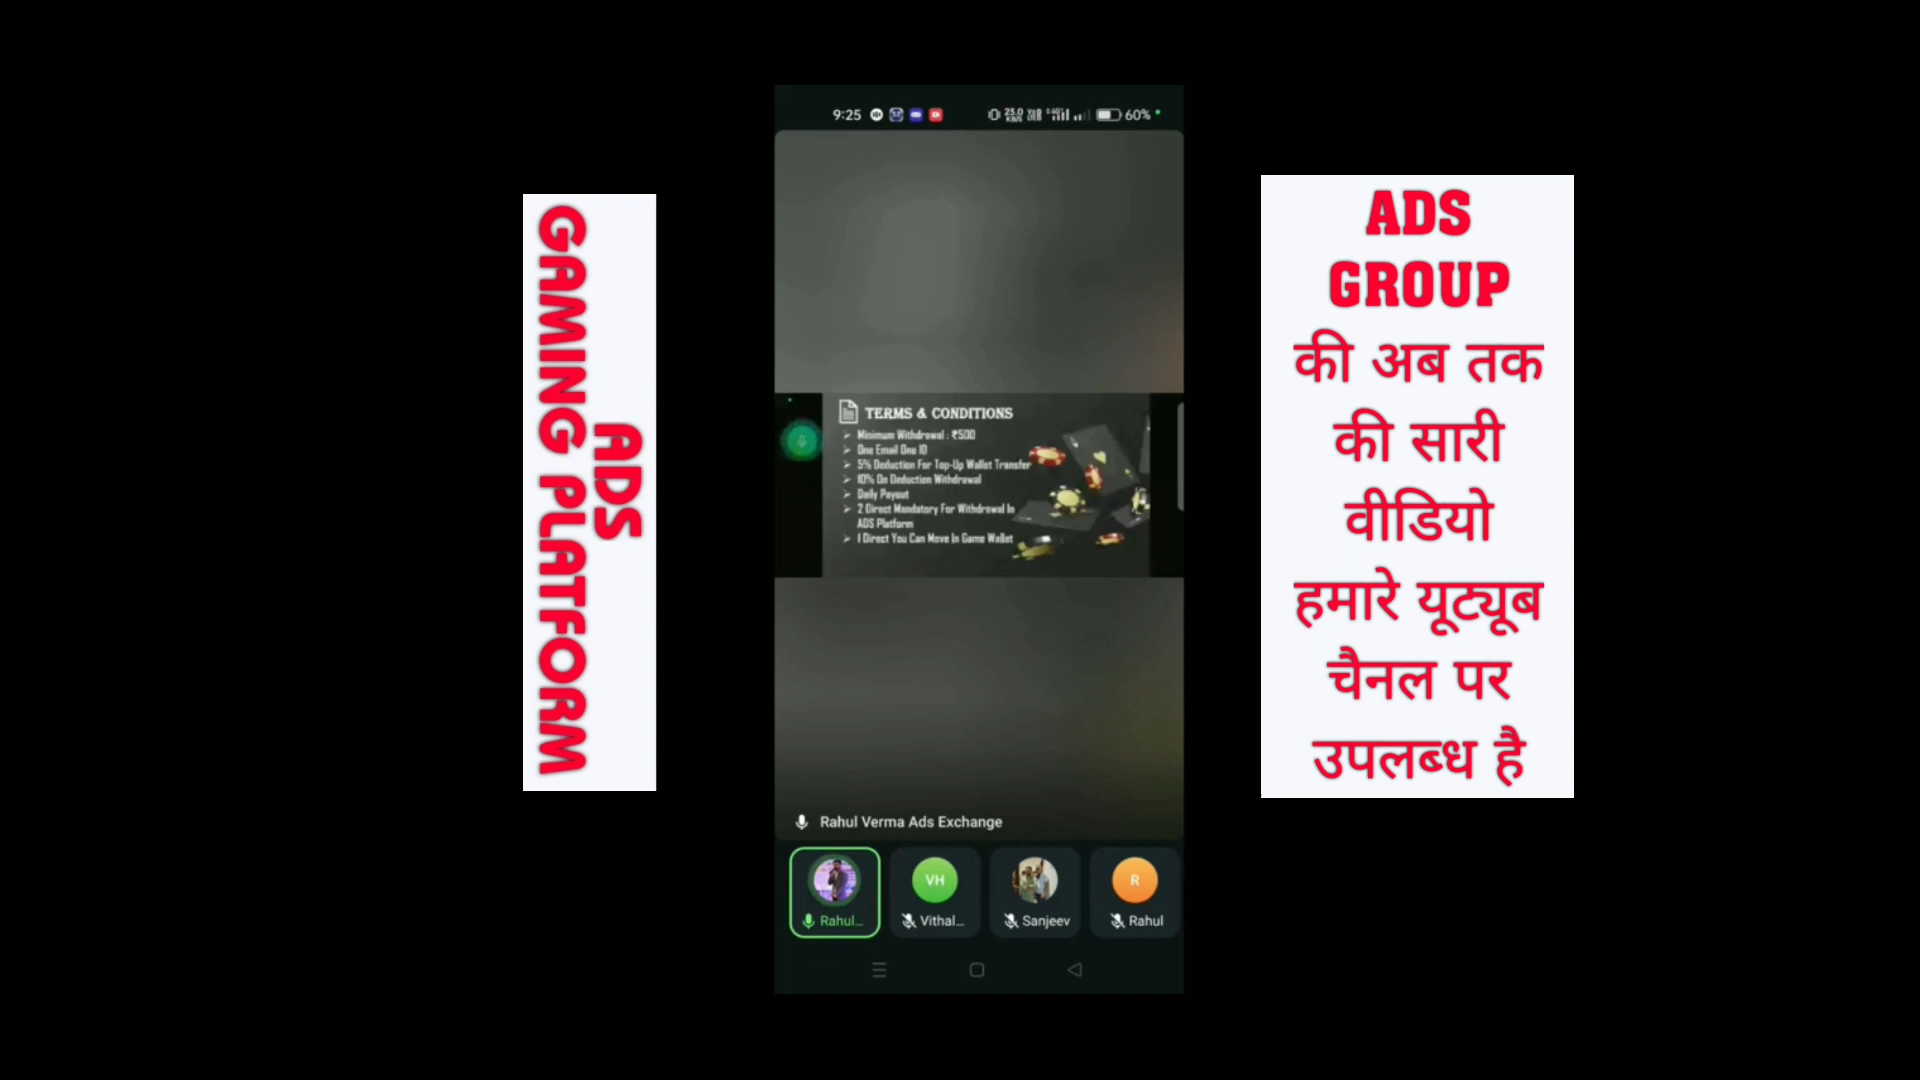 GAMING PLATFORM
ADS
9:25
23.0
KB/S
60%
TERMS & CONDITIONS
➢ Minimum Withdrawal : ₹500
➢ One Email One ID
➢ 5% Deduction For Top-Up Wallet Transfer
➢ 10% On Deduction Withdrawal
➢ Daily Payout
➢ 2 Direct Mandatory For Withdrawal In
ADS Platform
➢ 1 Direct You Can Move In Game Wallet
Rahul Verma Ads Exchange
VH
R
Rahul...
Vithal...
Sanjeev
Rahul
ADS
GROUP
की अब तक
की सारी
वीडियो
हमारे यूट्यूब
चैनल पर
उपलब्ध है